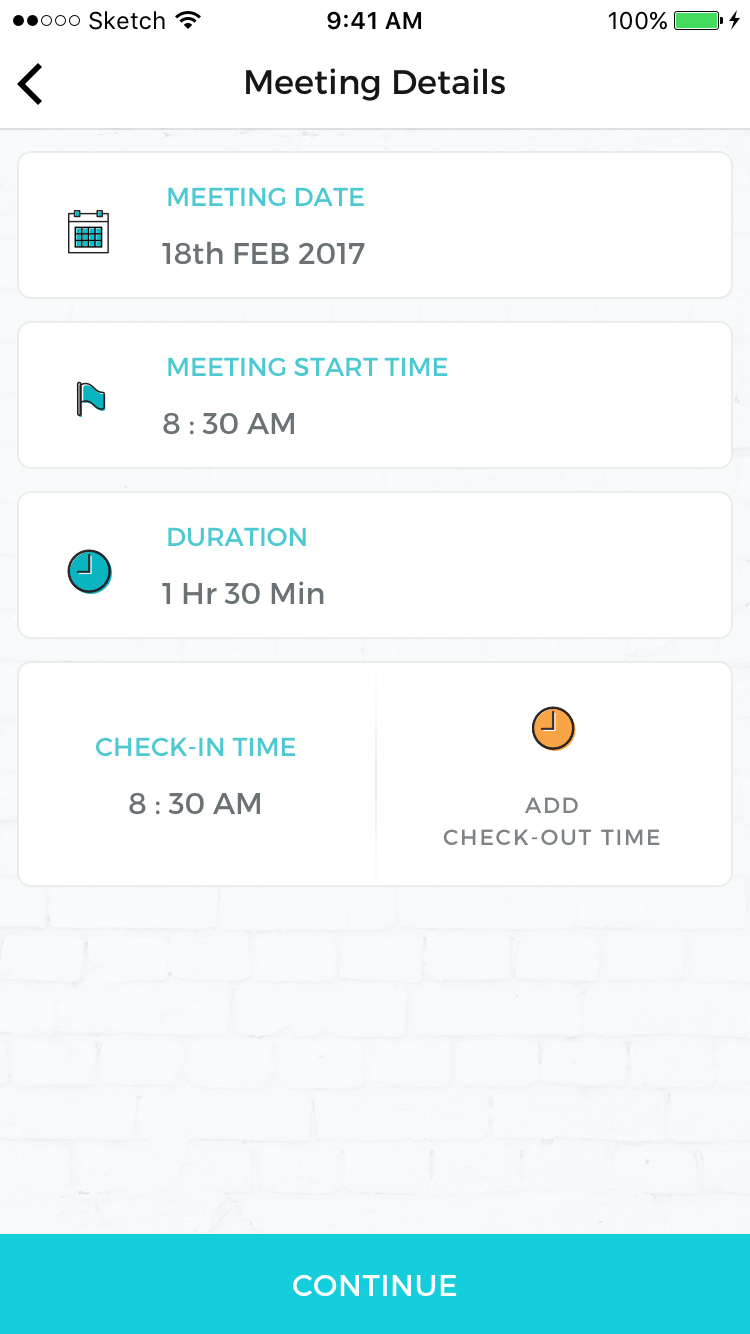 Sketch 9:41 AM 100%
Meeting Details
MEETING DATE
18th FEB 2017
MEETING START TIME
8 : 30 AM
DURATION
1 Hr 30 Min
CHECK-IN TIME
8 : 30 AM
ADD
CHECK-OUT TIME
CONTINUE